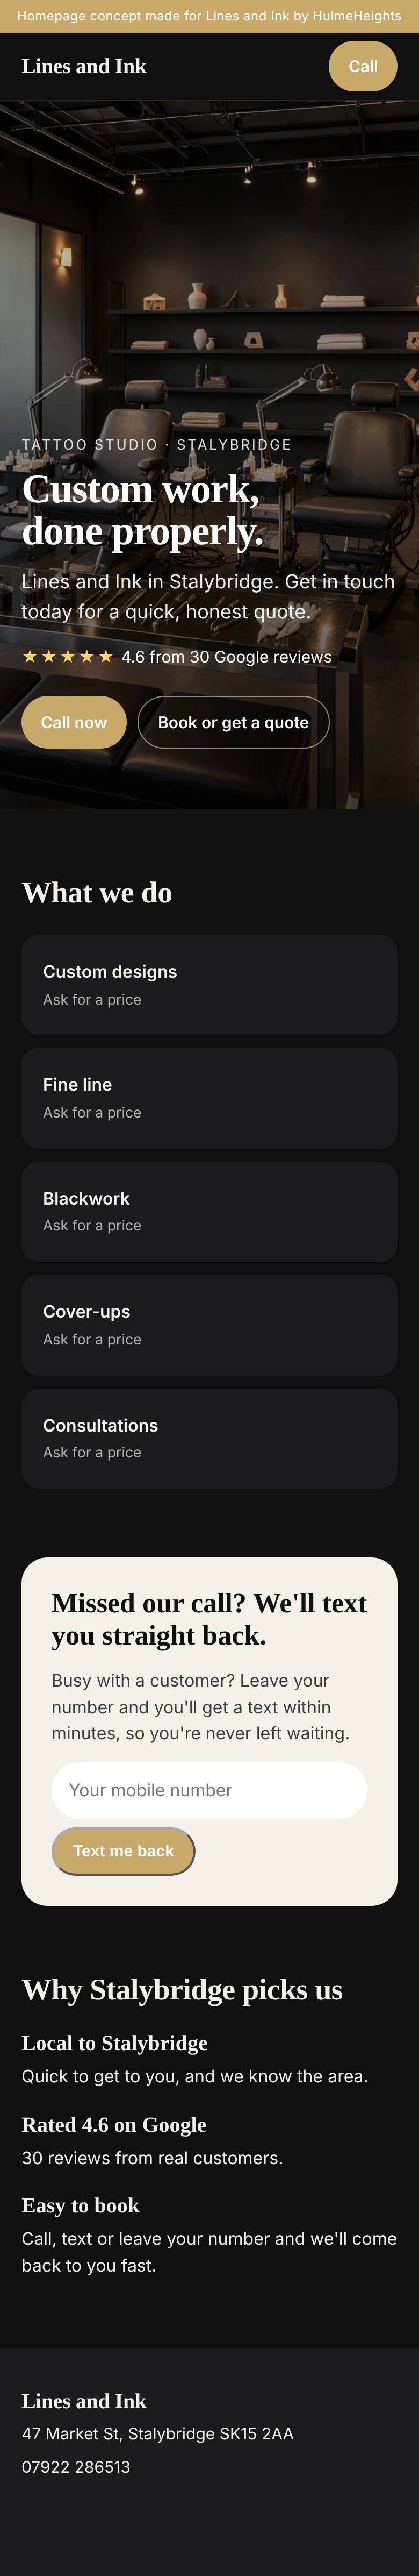 Homepage concept made for Lines and Ink by HulmeHeights
Lines and Ink
Call
TATTOO STUDIO · STALYBRIDGE
Custom work,
done properly.
Lines and Ink in Stalybridge. Get in touch
today for a quick, honest quote.
★★★★★ 4.6 from 30 Google reviews
Call now
Book or get a quote
What we do
Custom designs
Ask for a price
Fine line
Ask for a price
Blackwork
Ask for a price
Cover-ups
Ask for a price
Consultations
Ask for a price
Missed our call? We'll text
you straight back.
Busy with a customer? Leave your
number and you'll get a text within
minutes, so you're never left waiting.
Your mobile number
Text me back
Why Stalybridge picks us
Local to Stalybridge
Quick to get to you, and we know the area.
Rated 4.6 on Google
30 reviews from real customers.
Easy to book
Call, text or leave your number and we'll come
back to you fast.
Lines and Ink
47 Market St, Stalybridge SK15 2AA
07922 286513